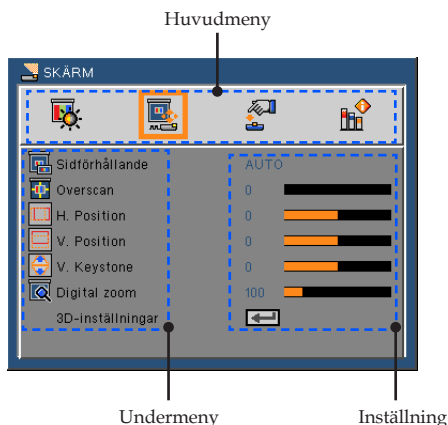 Huvudmeny
SKÄRM
Sidförhållande AUTO
Overscan 0
H. Position 0
V. Position 0
V. Keystone 0
Digital zoom 100
3D-inställningar
Undermeny Inställning